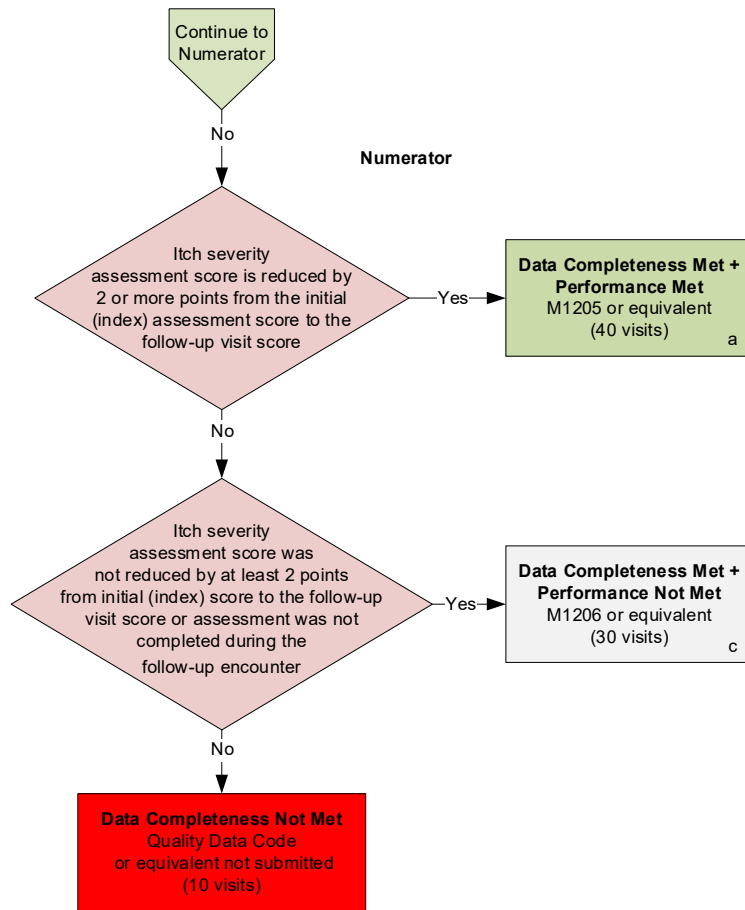 Continue to
Numerator
No
Numerator
Itch severity
assessment score is reduced by
2 or more points from the initial
(index) assessment score to the
follow-up visit score
Yes
Data Completeness Met +
Performance Met
M1205 or equivalent
(40 visits)
a
No
Itch severity
assessment score was
not reduced by at least 2 points
from initial (index) score to the follow-up
visit score or assessment was not
completed during the
follow-up encounter
Yes
Data Completeness Met +
Performance Not Met
M1206 or equivalent
(30 visits)
c
No
Data Completeness Not Met
Quality Data Code
or equivalent not submitted
(10 visits)